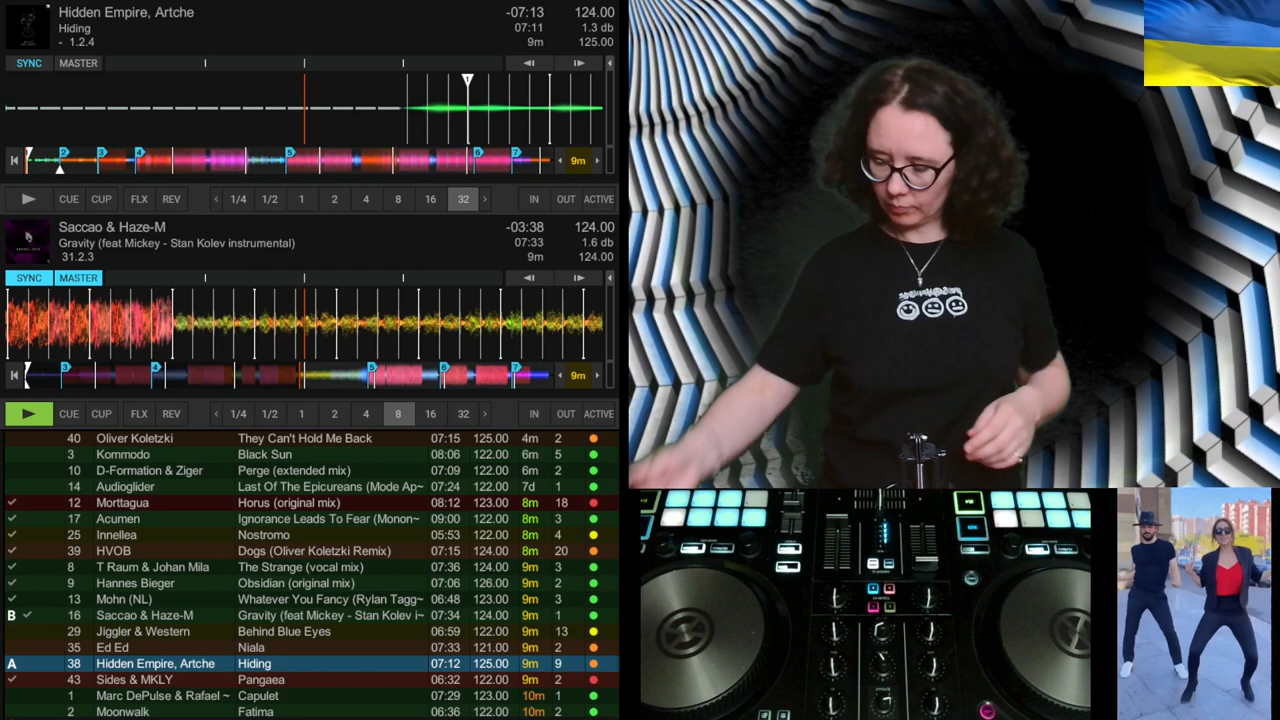 Hidden Empire, Artche -07:13 124.00
Hiding 07:11 1.3 db
- 1.2.4 9m 125.00
SYNC MASTER
1
2 3 4 5 6 7 9m
CUE CUP FLX REV 1/4 1/2 1 2 4 8 16 32 IN OUT ACTIVE
Saccao & Haze-M -03:38 124.00
Gravity (feat Mickey - Stan Kolev instrumental) 07:33 1.6 db
31.2.3 9m 124.00
SYNC MASTER
3 4 5 6 7 9m
CUE CUP FLX REV 1/4 1/2 1 2 4 8 16 32 IN OUT ACTIVE
40 Oliver Koletzki They Can't Hold Me Back 07:15 125.00 4m 2
3 Kommodo Black Sun 08:06 122.00 6m 5
10 D-Formation & Ziger Perge (extended mix) 07:09 122.00 6m 2
14 Audioglider Last Of The Epicureans (Mode Ap~ 07:24 122.00 7d 1
12 Morttagua Horus (original mix) 08:12 123.00 8m 18
17 Acumen Ignorance Leads To Fear (Monon~ 09:00 122.00 8m 3
25 Innellea Nostromo 05:53 122.00 8m 4
39 HVOB Dogs (Oliver Koletzki Remix) 07:15 124.00 8m 20
8 T Raum & Johan Mila The Strange (vocal mix) 07:36 124.00 9m 3
9 Hannes Bieger Obsidian (original mix) 07:06 126.00 9m 2
13 Mohn (NL) Whatever You Fancy (Rylan Tagg~ 06:48 123.00 9m 3
B 16 Saccao & Haze-M Gravity (feat Mickey - Stan Kolev i~ 07:34 124.00 9m 1
29 Jiggler & Western Behind Blue Eyes 06:59 122.00 9m 13
35 Ed Ed Niala 07:33 121.00 9m 2
A 38 Hidden Empire, Artche Hiding 07:12 125.00 9m 9
43 Sides & MKLY Pangaea 06:32 122.00 9m 2
1 Marc DePulse & Rafael ~ Capulet 07:29 123.00 10m 1
2 Moonwalk Fatima 06:36 122.00 10m 2